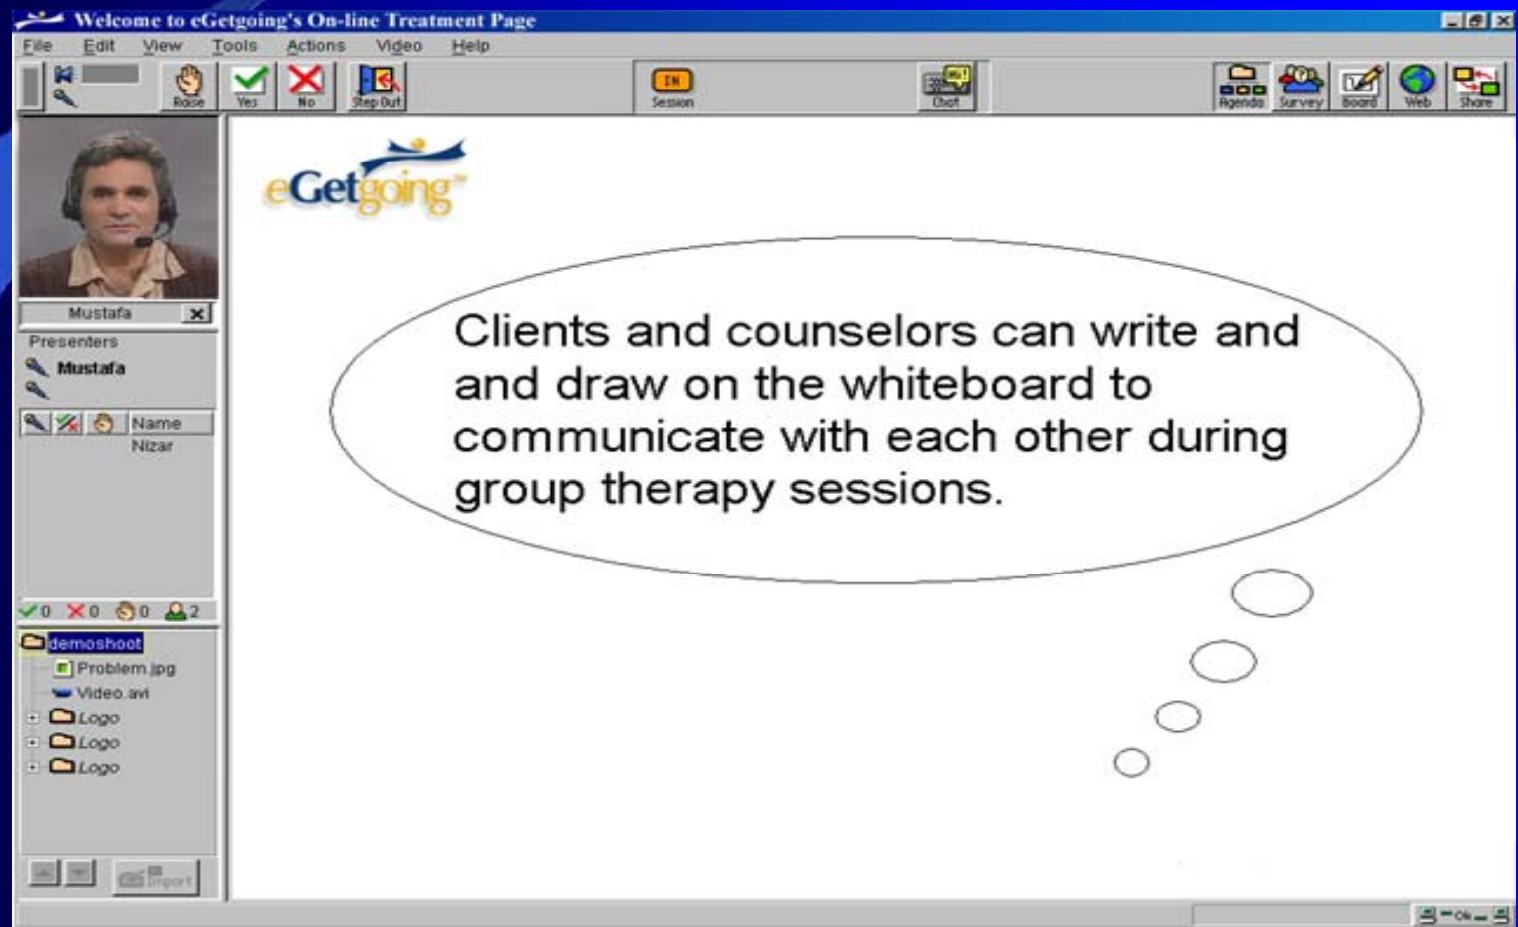 Welcome to eGetgoing's On-line Treatment Page
File Edit View Tools Actions Video Help
Raise Yes No Step Out IN Session Chat Agenda Survey Board Web Share
eGetgoing™
Mustafa
Presenters
Mustafa
Name
Nizar
0 0 0 2
demoshoot
Problem.jpg
Video.avi
Logo
Logo
Logo
Import
Clients and counselors can write and
and draw on the whiteboard to
communicate with each other during
group therapy sessions.
Ok